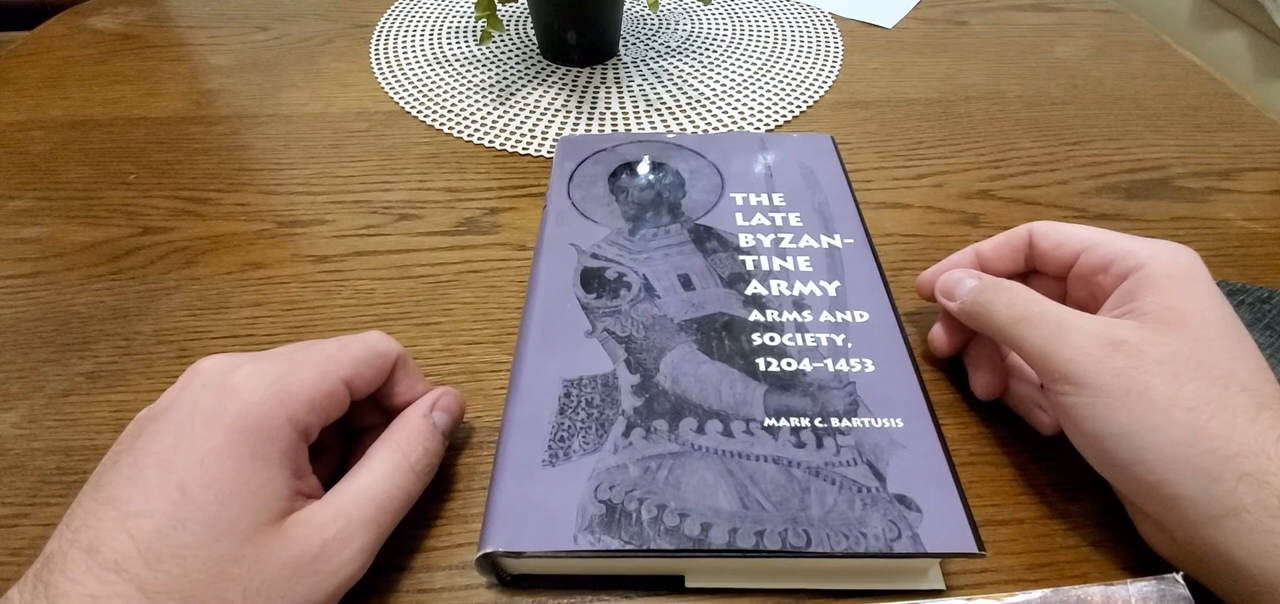 THE
LATE
BYZAN-
TINE
ARMY
ARMS AND
SOCIETY,
1204–1453
MARK C. BARTUSIS